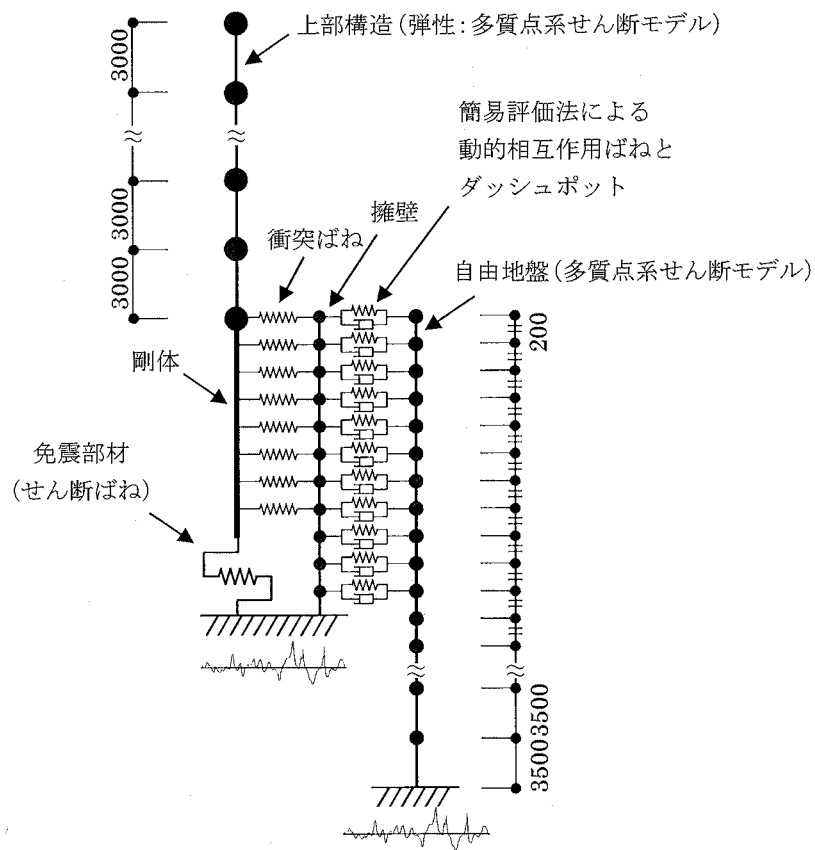 上部構造(弾性:多質点系せん断モデル)
3000
簡易評価法による
動的相互作用ばねと
ダッシュポット
3000
擁壁
衝突ばね
3000
自由地盤(多質点系せん断モデル)
200
剛体
免震部材
(せん断ばね)
3500
3500